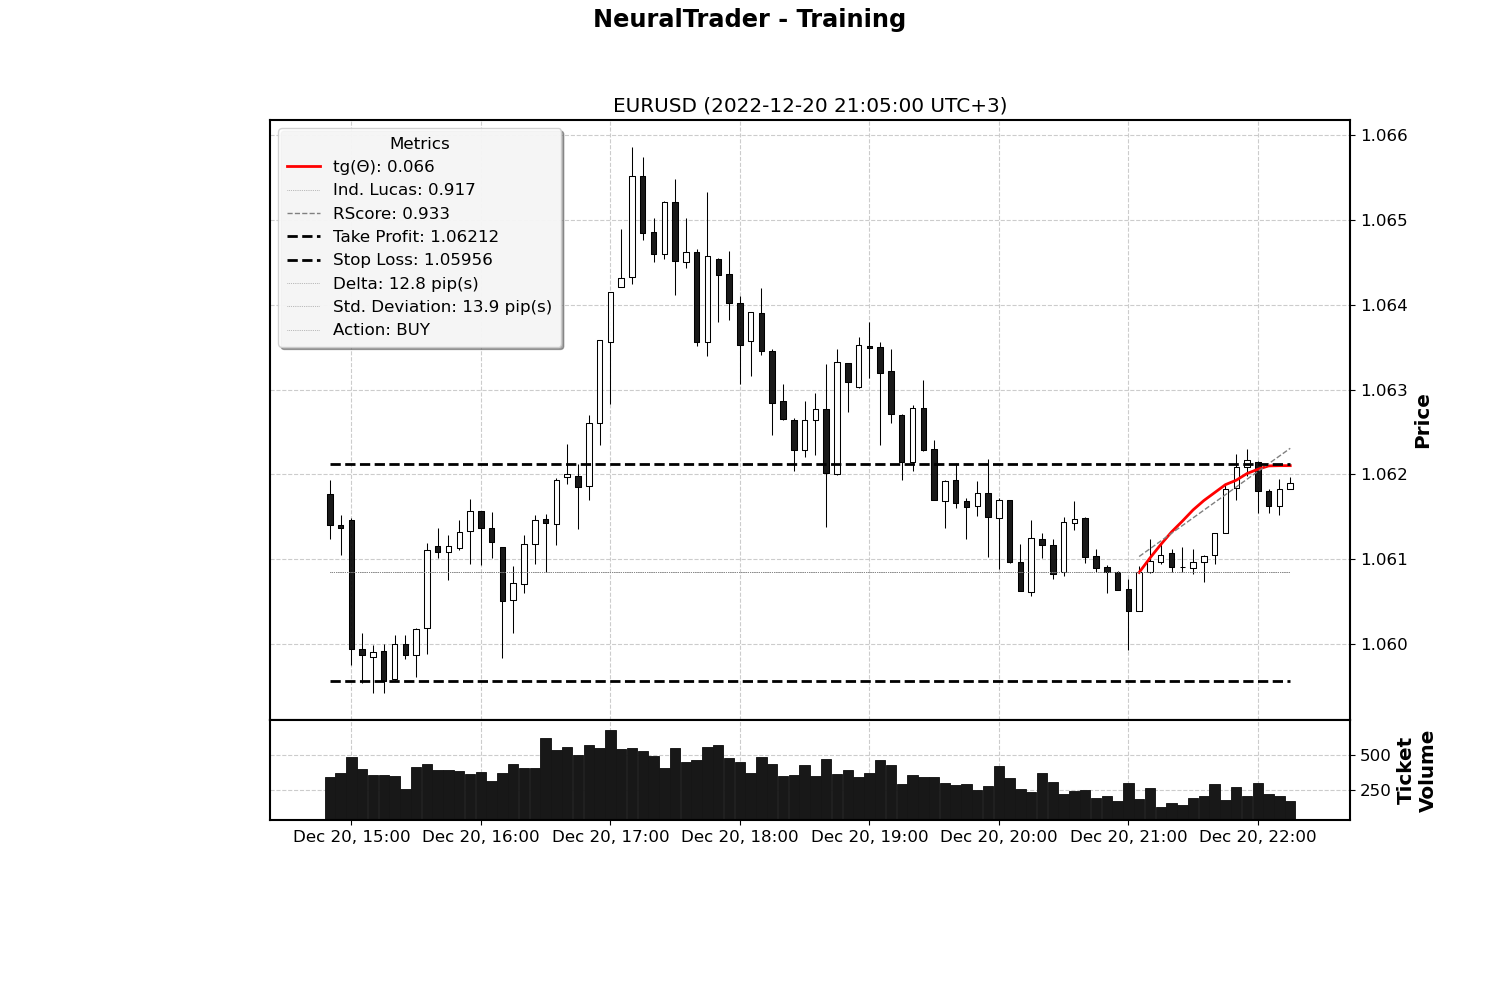 NeuralTrader - Training
EURUSD (2022-12-20 21:05:00 UTC+3)
Metrics
tg(Θ): 0.066
Ind. Lucas: 0.917
RScore: 0.933
Take Profit: 1.06212
Stop Loss: 1.05956
Delta: 12.8 pip(s)
Std. Deviation: 13.9 pip(s)
Action: BUY
1.066
1.065
1.064
1.063
1.062
1.061
1.060
Price
500
250
Ticket
Volume
Dec 20, 15:00
Dec 20, 16:00
Dec 20, 17:00
Dec 20, 18:00
Dec 20, 19:00
Dec 20, 20:00
Dec 20, 21:00
Dec 20, 22:00